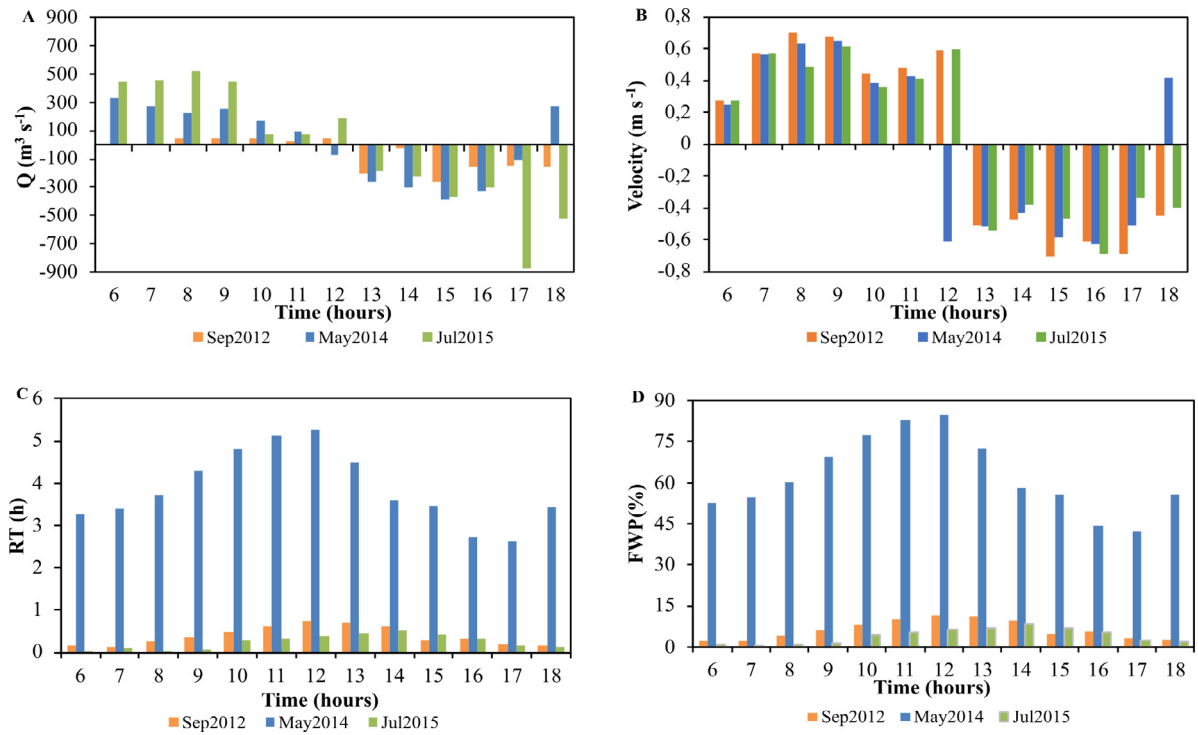 A
900
700
500
300
100
-100
-300
-500
-700
-900
Q (m³ s⁻¹)
6 7 8 9 10 11 12 13 14 15 16 17 18
Time (hours)
Sep2012 May2014 Jul2015
B
0,8
0,6
0,4
0,2
0
-0,2
-0,4
-0,6
-0,8
Velocity (m s ⁻¹)
6 7 8 9 10 11 12 13 14 15 16 17 18
Time (hours)
Sep2012 May2014 Jul2015
C
6
5
4
3
2
1
0
RT (h)
6 7 8 9 10 11 12 13 14 15 16 17 18
Time (hours)
Sep2012 May2014 Jul2015
D
90
75
60
45
30
15
0
FWP(%)
6 7 8 9 10 11 12 13 14 15 16 17 18
Time (hours)
Sep2012 May2014 Jul2015